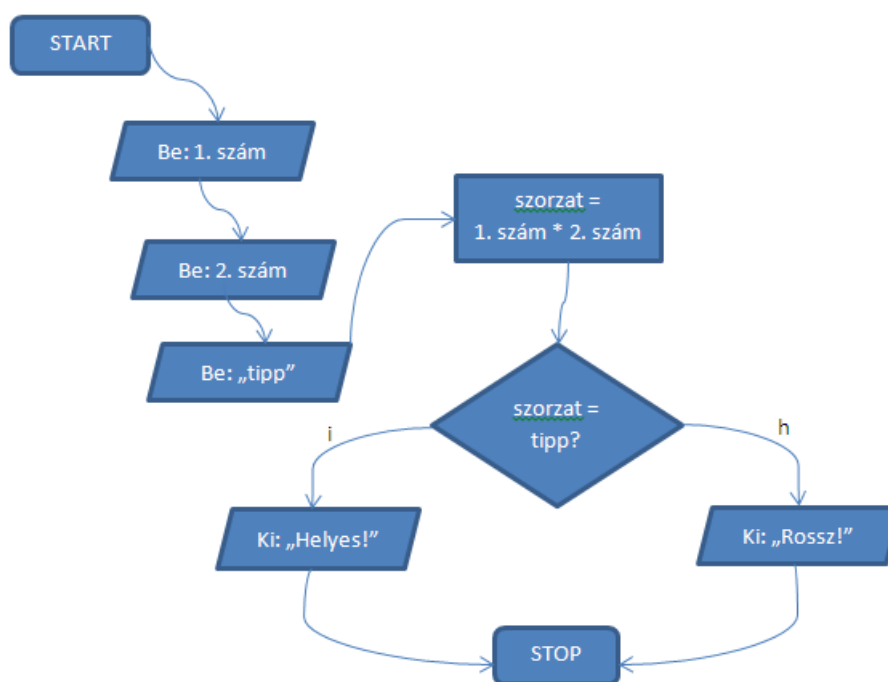 START
Be: 1. szám
Be: 2. szám
Be: „tipp”
szorzat =
1. szám * 2. szám
szorzat =
tipp?
i
h
Ki: „Helyes!”
Ki: „Rossz!”
STOP